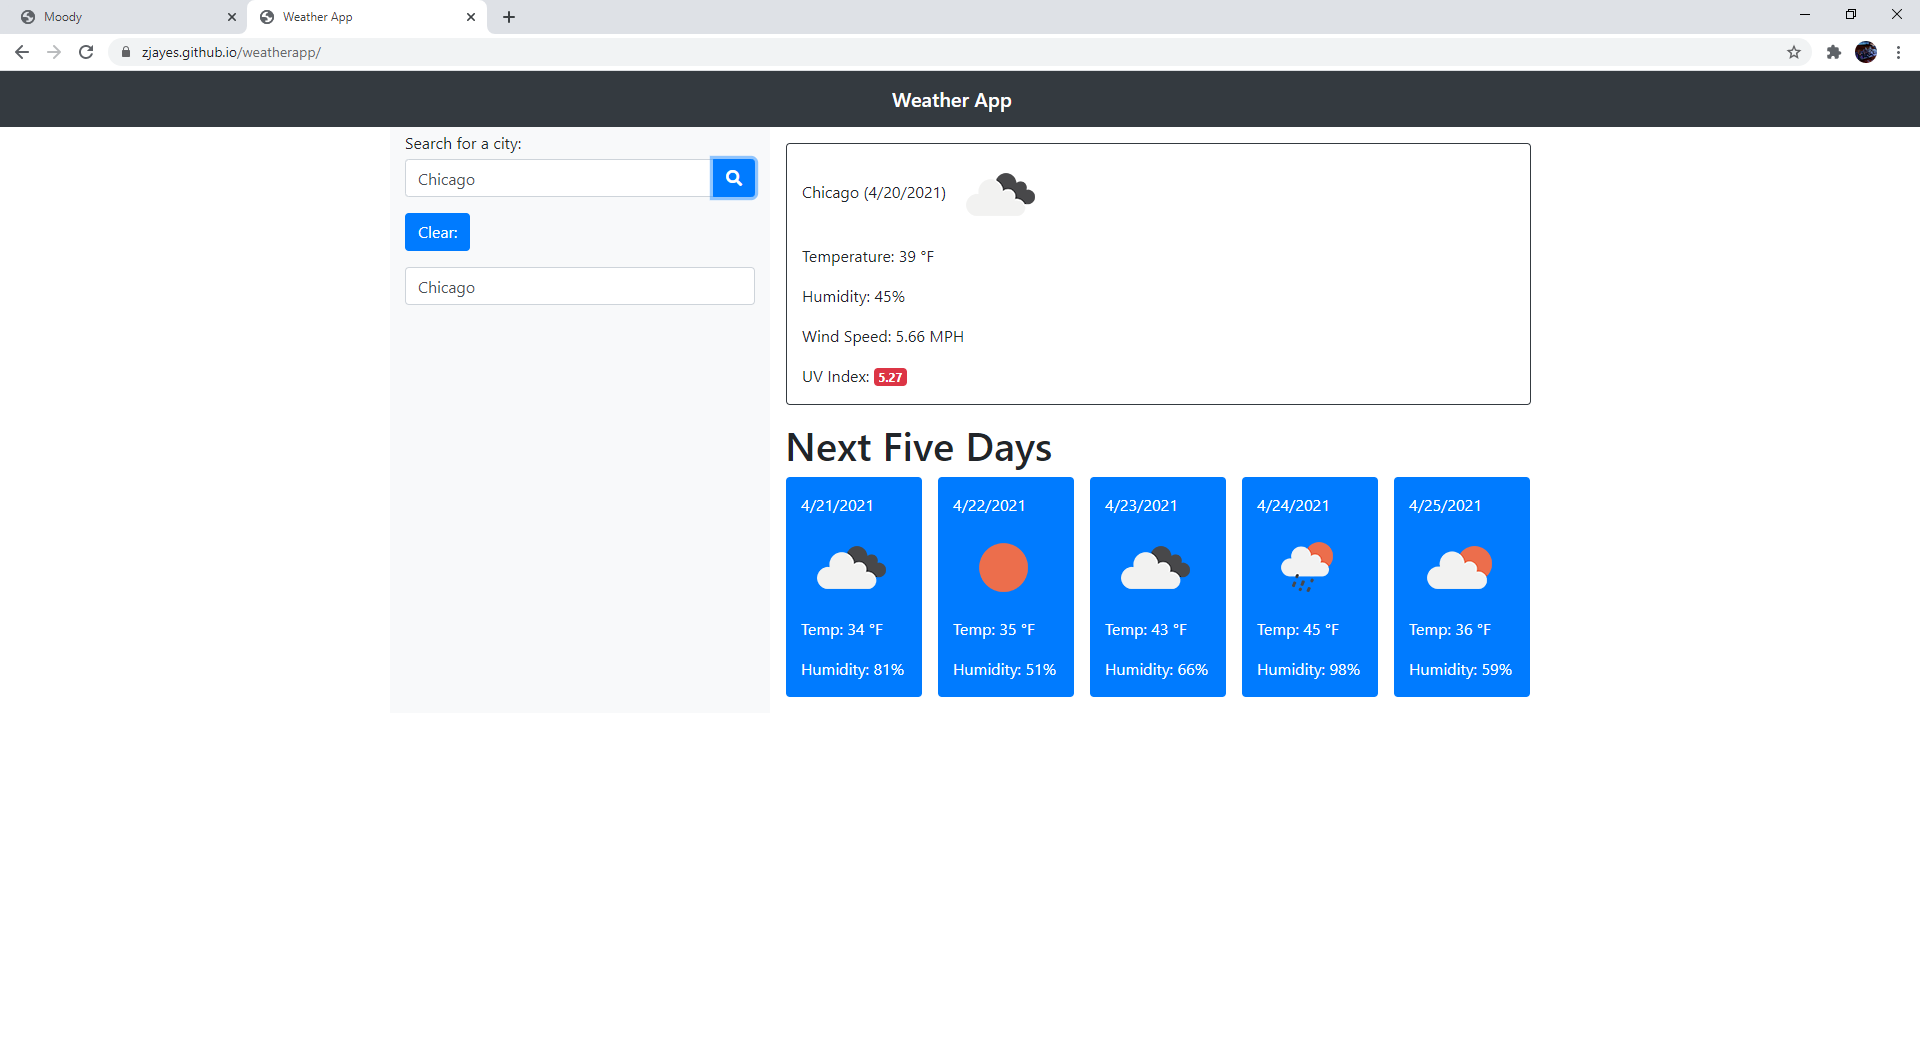 Moody
Weather App
zjayes.github.io/weatherapp/
Weather App
Search for a city:
Chicago
Clear:
Chicago
Chicago (4/20/2021)
Temperature: 39 °F
Humidity: 45%
Wind Speed: 5.66 MPH
UV Index: 5.27
Next Five Days
4/21/2021
Temp: 34 °F
Humidity: 81%
4/22/2021
Temp: 35 °F
Humidity: 51%
4/23/2021
Temp: 43 °F
Humidity: 66%
4/24/2021
Temp: 45 °F
Humidity: 98%
4/25/2021
Temp: 36 °F
Humidity: 59%